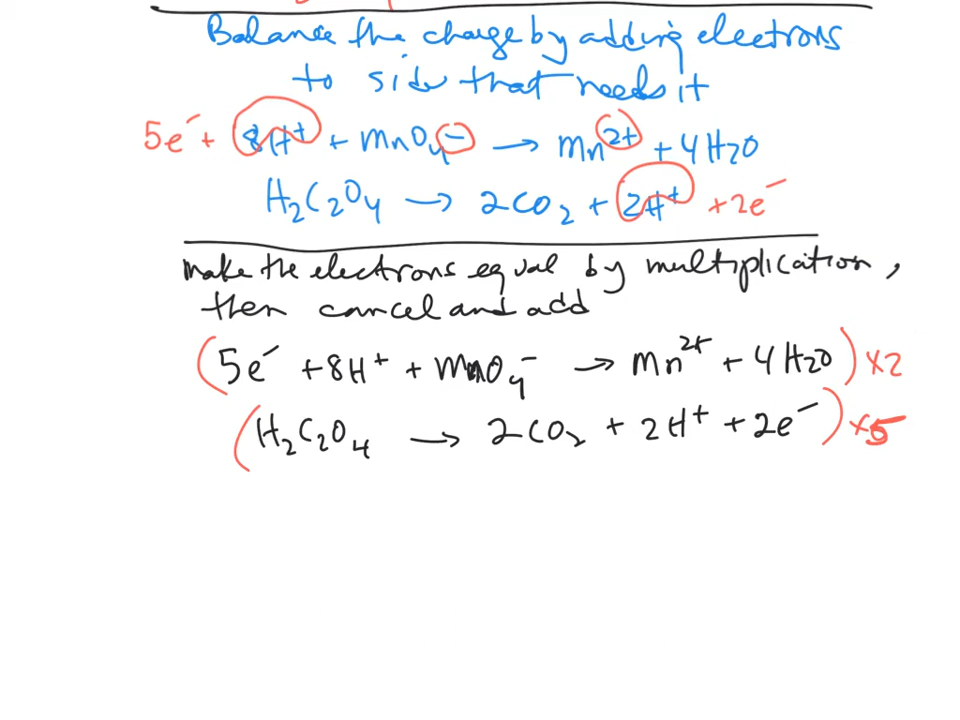 Balance the charge by adding electrons
to side that needs it
5e⁻ + 8H⁺ + MnO₄⁻ → Mn²⁺ + 4H₂O
H₂C₂O₄ → 2CO₂ + 2H⁺ + 2e⁻
make the electrons equal by multiplication,
then cancel and add
(5e⁻ + 8H⁺ + MnO₄⁻ → Mn²⁺ + 4H₂O) x2
(H₂C₂O₄ → 2CO₂ + 2H⁺ + 2e⁻) x5